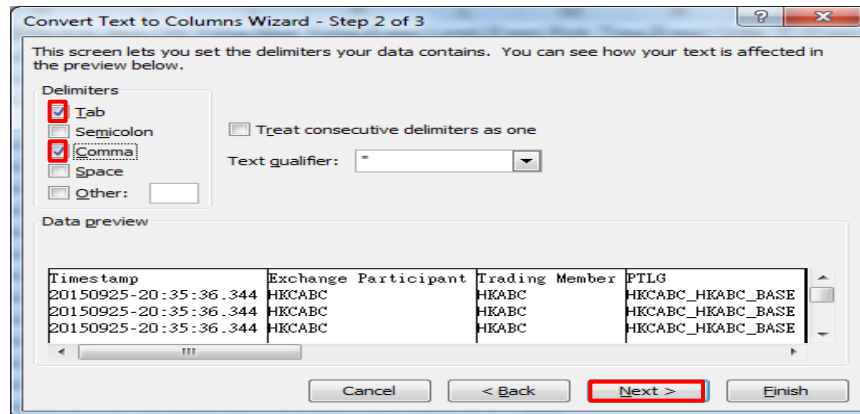 Convert Text to Columns Wizard - Step 2 of 3
This screen lets you set the delimiters your data contains. You can see how your text is affected in
the preview below.
Delimiters
Tab
Semicolon
Comma
Space
Other:
Treat consecutive delimiters as one
Text qualifier: "
Data preview
Timestamp Exchange Participant Trading Member PTLG
20150925-20:35:36.344 HKCABC HKABC HKCABC_HKABC_BASE
20150925-20:35:36.344 HKCABC HKABC HKCABC_HKABC_BASE
20150925-20:35:36.344 HKCABC HKABC HKCABC_HKABC_BASE
Cancel < Back Next > Finish